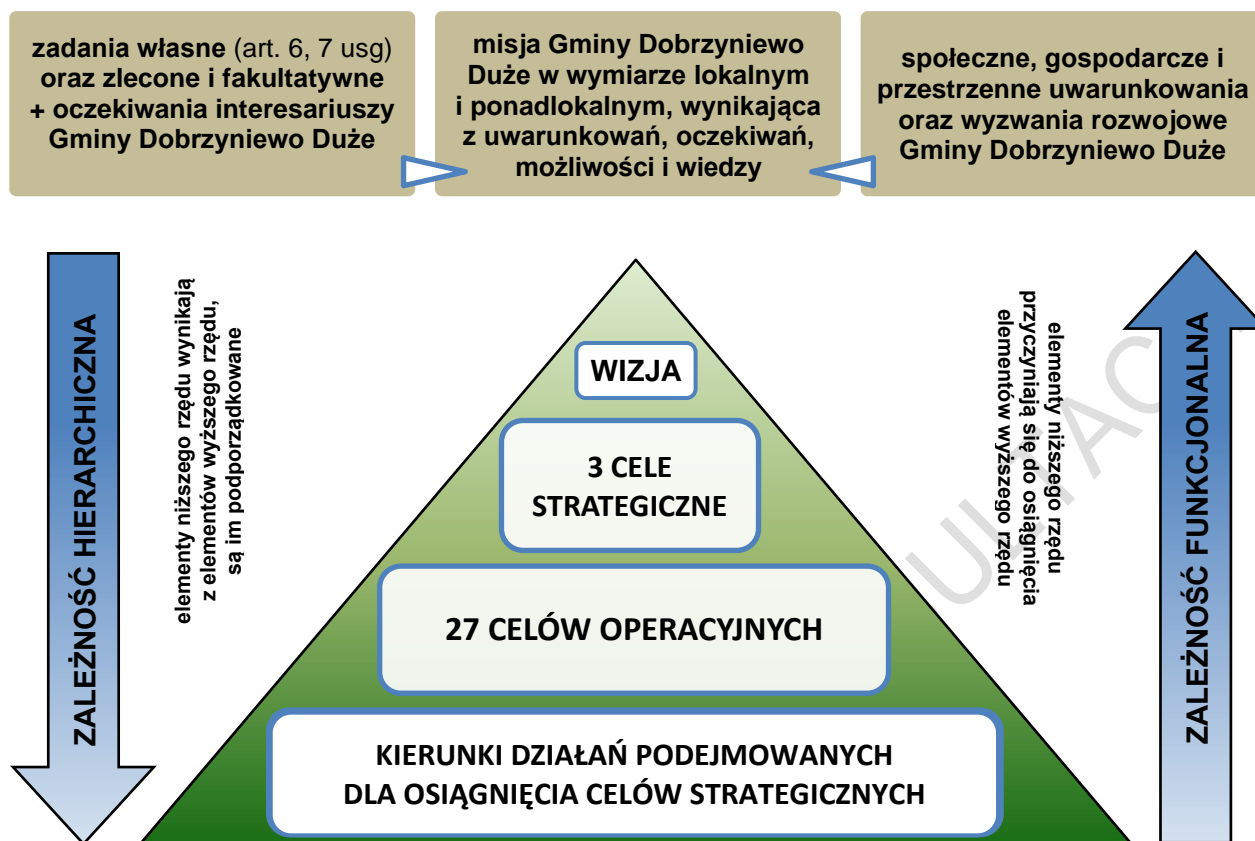 zadania własne (art. 6, 7 usg)
oraz zlecone i fakultatywne
+ oczekiwania interesariuszy
Gminy Dobrzyniewo Duże
misja Gminy Dobrzyniewo
Duże w wymiarze lokalnym
i ponadlokalnym, wynikająca
z uwarunkowań, oczekiwań,
możliwości i wiedzy
społeczne, gospodarcze i
przestrzenne uwarunkowania
oraz wyzwania rozwojowe
Gminy Dobrzyniewo Duże
ZALEŻNOŚĆ HIERARCHICZNA
elementy niższego rzędu wynikają
z elementów wyższego rzędu,
są im podporządkowane
WIZJA
3 CELE
STRATEGICZNE
27 CELÓW OPERACYJNYCH
KIERUNKI DZIAŁAŃ PODEJMOWANYCH
DLA OSIĄGNIĘCIA CELÓW STRATEGICZNYCH
elementy niższego rzędu
przyczyniają się do osiągnięcia
elementów wyższego rzędu
ZALEŻNOŚĆ FUNKCJONALNA
ULTAC